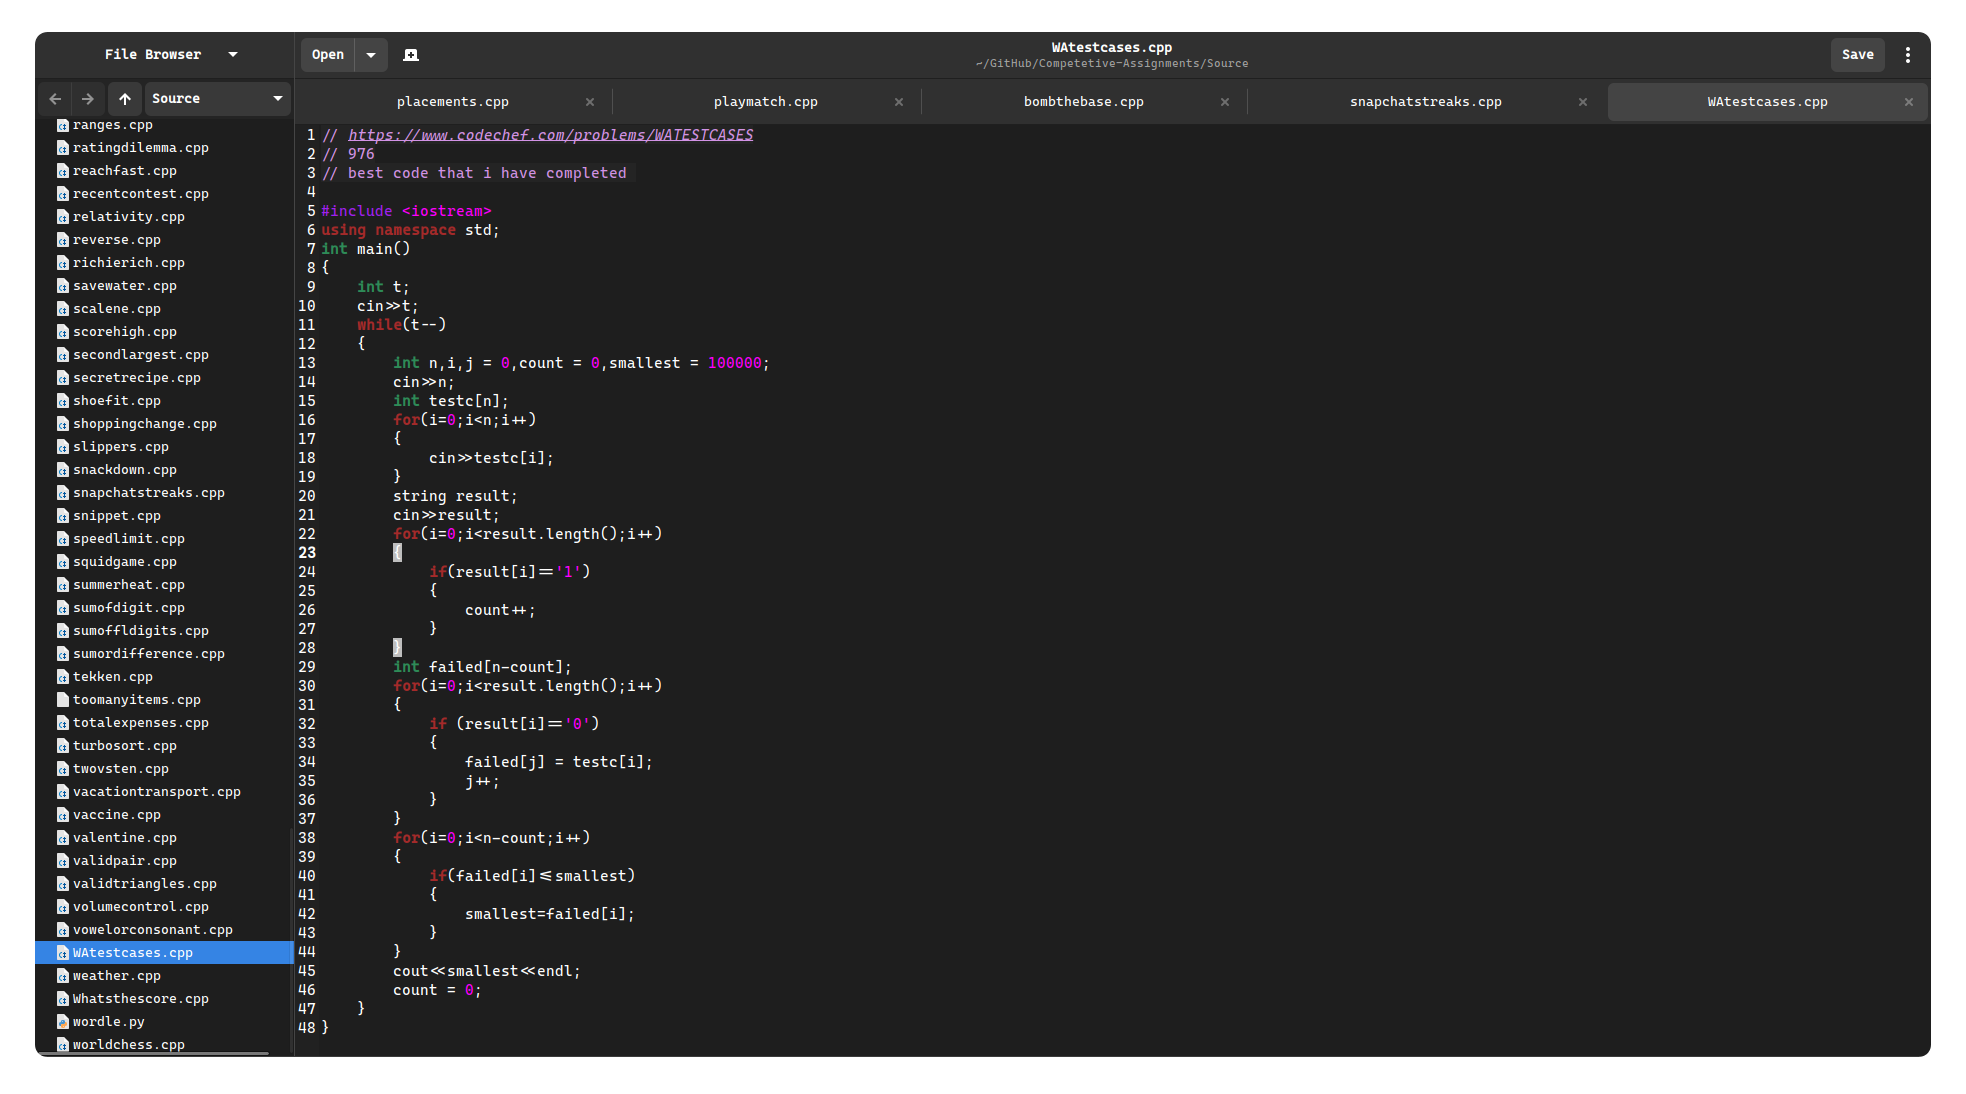 File Browser
Open
WAtestcases.cpp
~/GitHub/Competetive-Assignments/Source
Save
Source
placements.cpp
playmatch.cpp
bombthebase.cpp
snapchatstreaks.cpp
WAtestcases.cpp
ranges.cpp
ratingdilemma.cpp
reachfast.cpp
recentcontest.cpp
relativity.cpp
reverse.cpp
richierich.cpp
savewater.cpp
scalene.cpp
scorehigh.cpp
secondlargest.cpp
secretrecipe.cpp
shoefit.cpp
shoppingchange.cpp
slippers.cpp
snackdown.cpp
snapchatstreaks.cpp
snippet.cpp
speedlimit.cpp
squidgame.cpp
summerheat.cpp
sumofdigit.cpp
sumoffldigits.cpp
sumordifference.cpp
tekken.cpp
toomanyitems.cpp
totalexpenses.cpp
turbosort.cpp
twovsten.cpp
vacationtransport.cpp
vaccine.cpp
valentine.cpp
validpair.cpp
validtriangles.cpp
volumecontrol.cpp
vowelorconsonant.cpp
WAtestcases.cpp
weather.cpp
Whatsthescore.cpp
wordle.py
worldchess.cpp
1 // https://www.codechef.com/problems/WATESTCASES
2 // 976
3 // best code that i have completed
4
5 #include <iostream>
6 using namespace std;
7 int main()
8 {
9     int t;
10     cin>>t;
11     while(t--)
12     {
13         int n,i,j = 0,count = 0,smallest = 100000;
14         cin>>n;
15         int testc[n];
16         for(i=0;i<n;i++)
17         {
18             cin>>testc[i];
19         }
20         string result;
21         cin>>result;
22         for(i=0;i<result.length();i++)
23         {
24             if(result[i]=='1')
25             {
26                 count++;
27             }
28         }
29         int failed[n-count];
30         for(i=0;i<result.length();i++)
31         {
32             if (result[i]=='0')
33             {
34                 failed[j] = testc[i];
35                 j++;
36             }
37         }
38         for(i=0;i<n-count;i++)
39         {
40             if(failed[i]<=smallest)
41             {
42                 smallest=failed[i];
43             }
44         }
45         cout<<smallest<<endl;
46         count = 0;
47     }
48 }